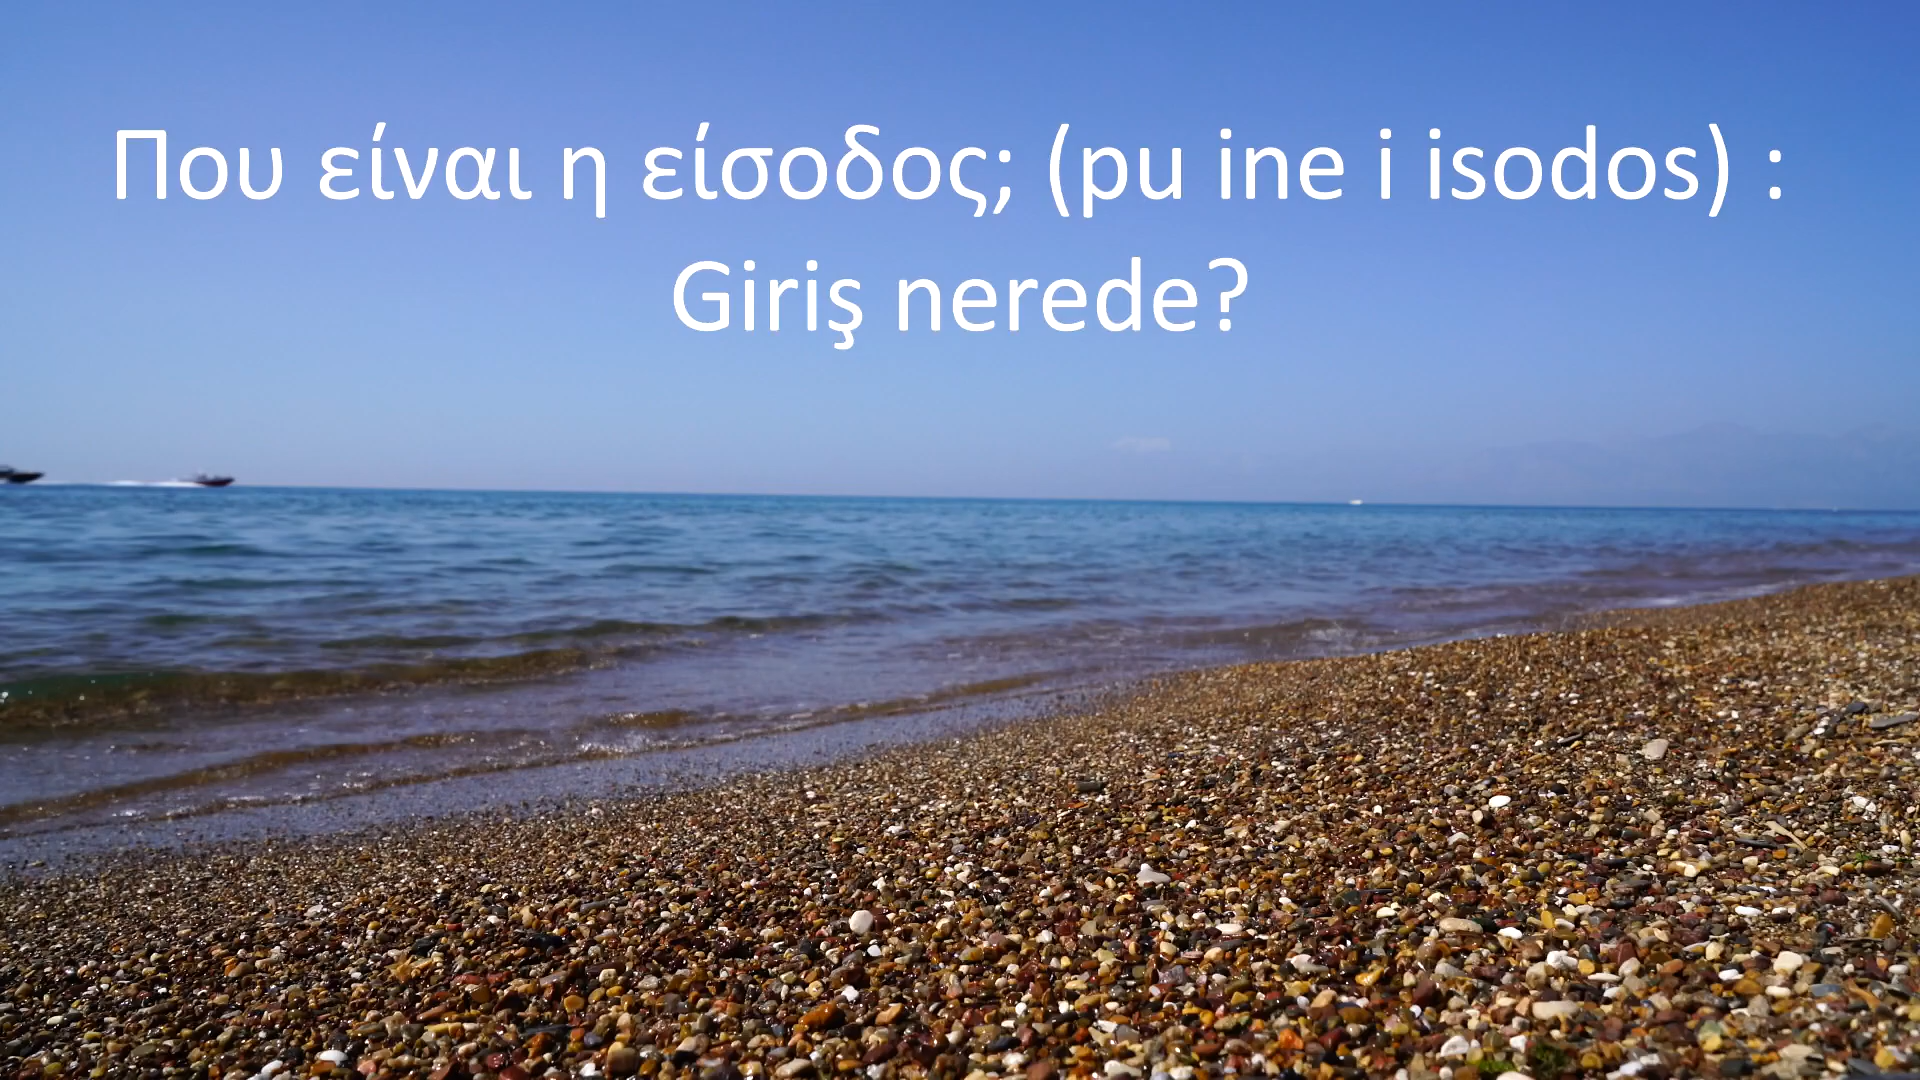 Που είναι η είσοδος; (pu ine i isodos) :
Giriş nerede?